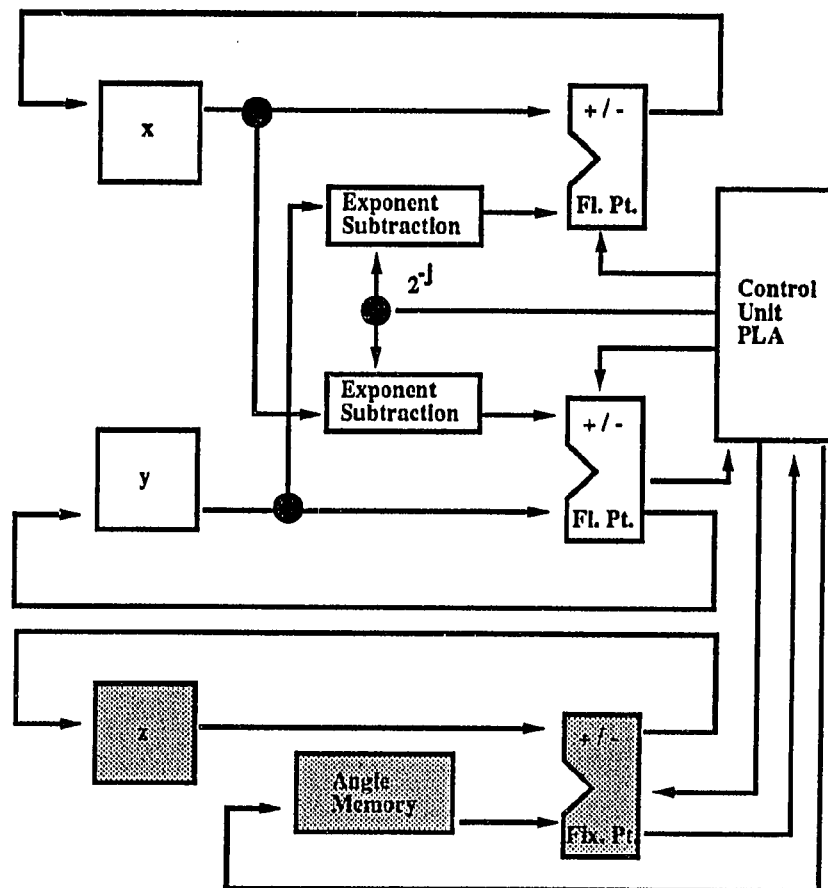 x
+ / -
Fl. Pt.
Exponent
Subtraction
2^-j
Control
Unit
PLA
Exponent
Subtraction
+ / -
Fl. Pt.
y
z
+ / -
Fix. Pt.
Angle
Memory